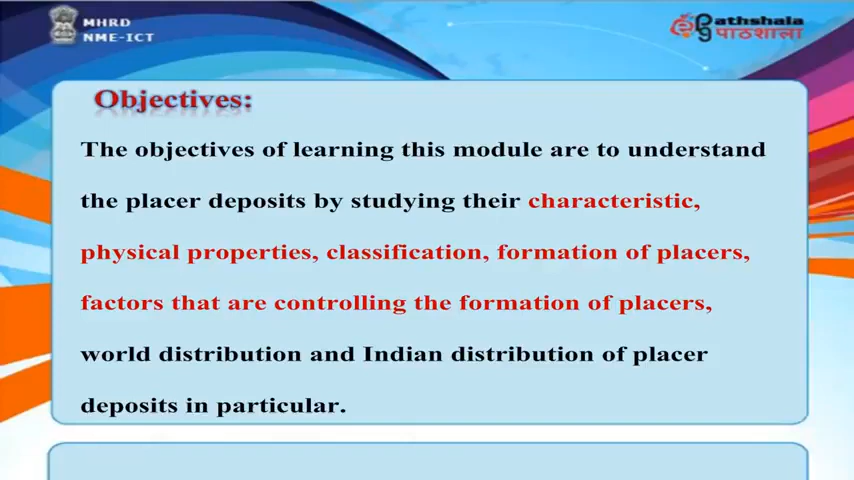 MHRD
NME-ICT
Pathshala
पाठशाला
Objectives:
The objectives of learning this module are to understand
the placer deposits by studying their characteristic,
physical properties, classification, formation of placers,
factors that are controlling the formation of placers,
world distribution and Indian distribution of placer
deposits in particular.